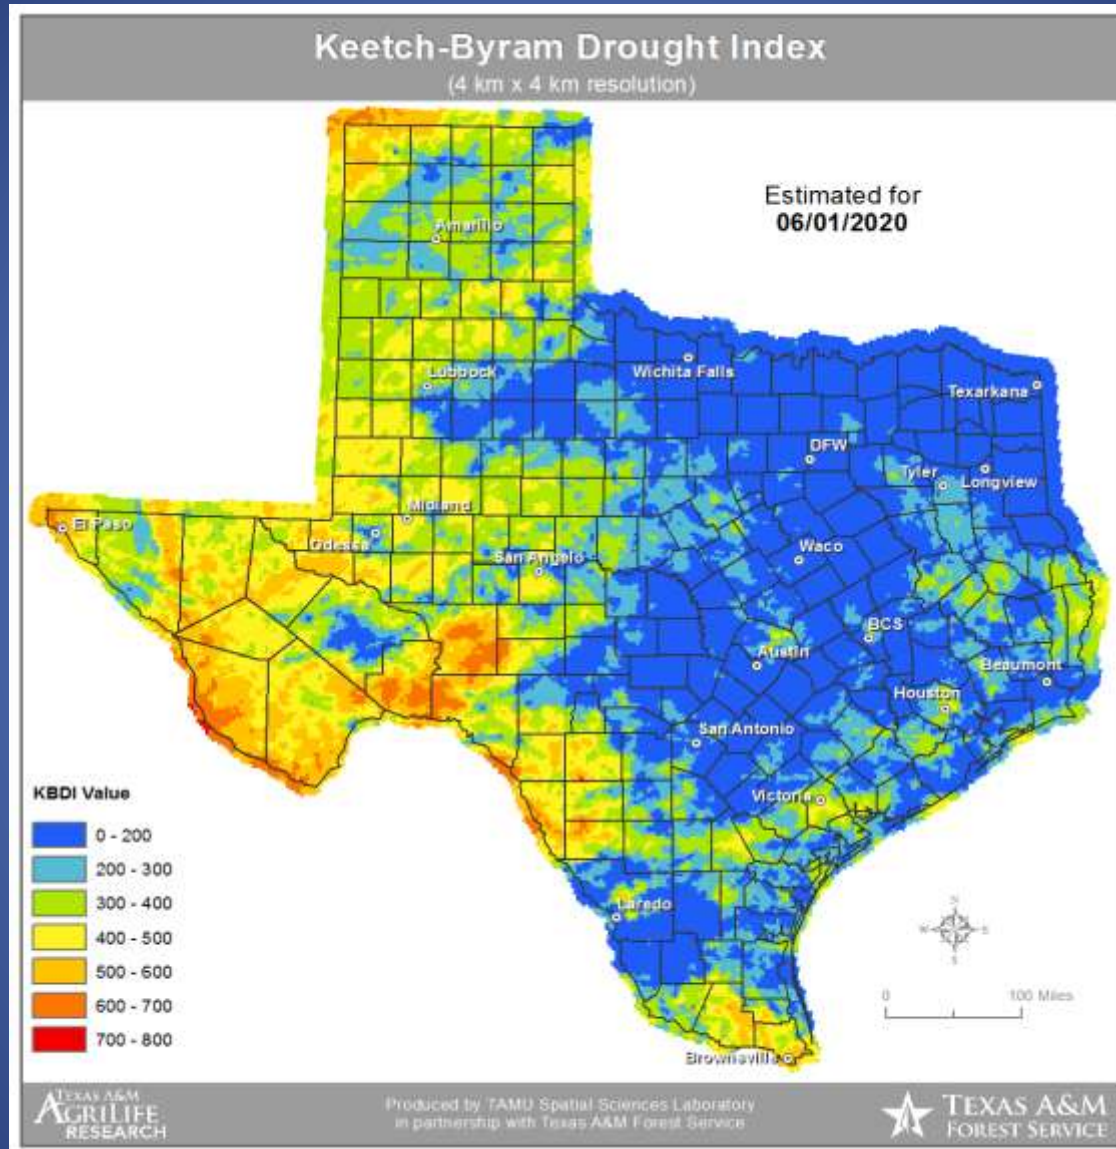 Keetch-Byram Drought Index
(4 km x 4 km resolution)
Estimated for
06/01/2020
Amarillo
Lubbock
Wichita Falls
Texarkana
DFW
Tyler
Longview
Midland
El Paso
Odessa
San Angelo
Waco
BCS
Austin
Beaumont
Houston
San Antonio
Victoria
Laredo
Brownsville
KBDI Value
0 - 200
200 - 300
300 - 400
400 - 500
500 - 600
600 - 700
700 - 800
N
W
S
0 100 Miles
TEXAS A&M
AGRILIFE
RESEARCH
Produced by TAMU Spatial Sciences Laboratory
in partnership with Texas A&M Forest Service
TEXAS A&M
FOREST SERVICE